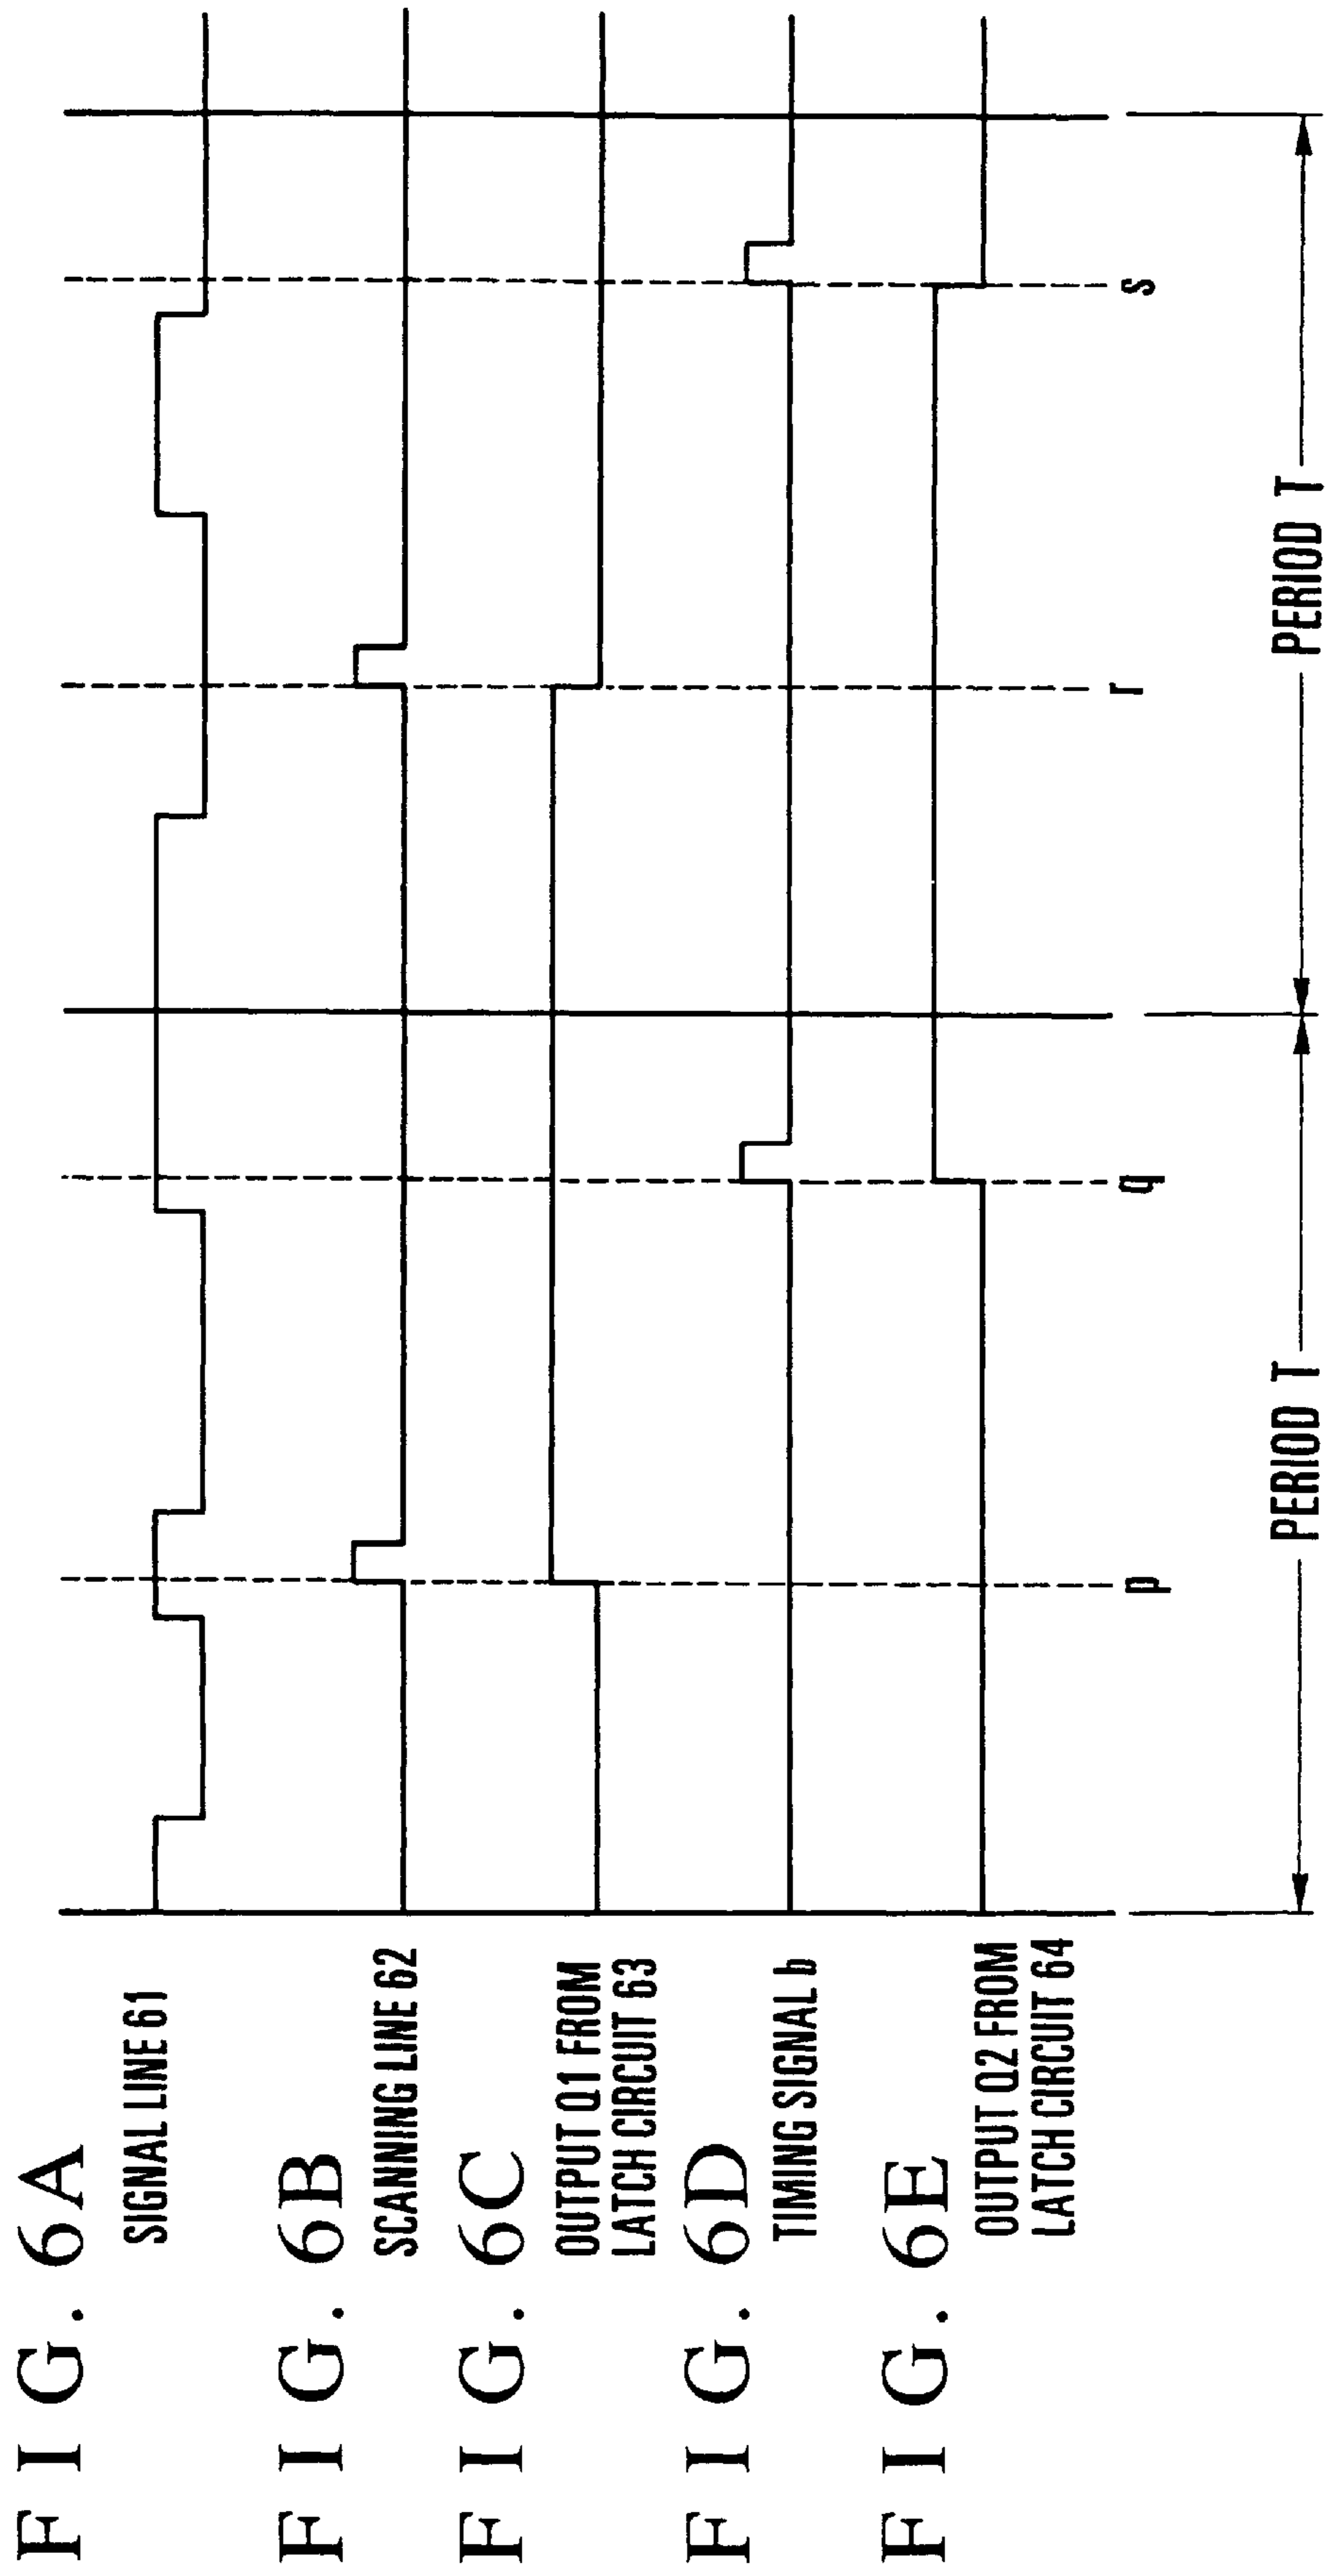 FIG. 6A
SIGNAL LINE 61
FIG. 6B
SCANNING LINE 62
FIG. 6C
OUTPUT Q1 FROM
LATCH CIRCUIT 63
FIG. 6D
TIMING SIGNAL b
FIG. 6E
OUTPUT Q2 FROM
LATCH CIRCUIT 64
p
q
r
s
PERIOD T
PERIOD T